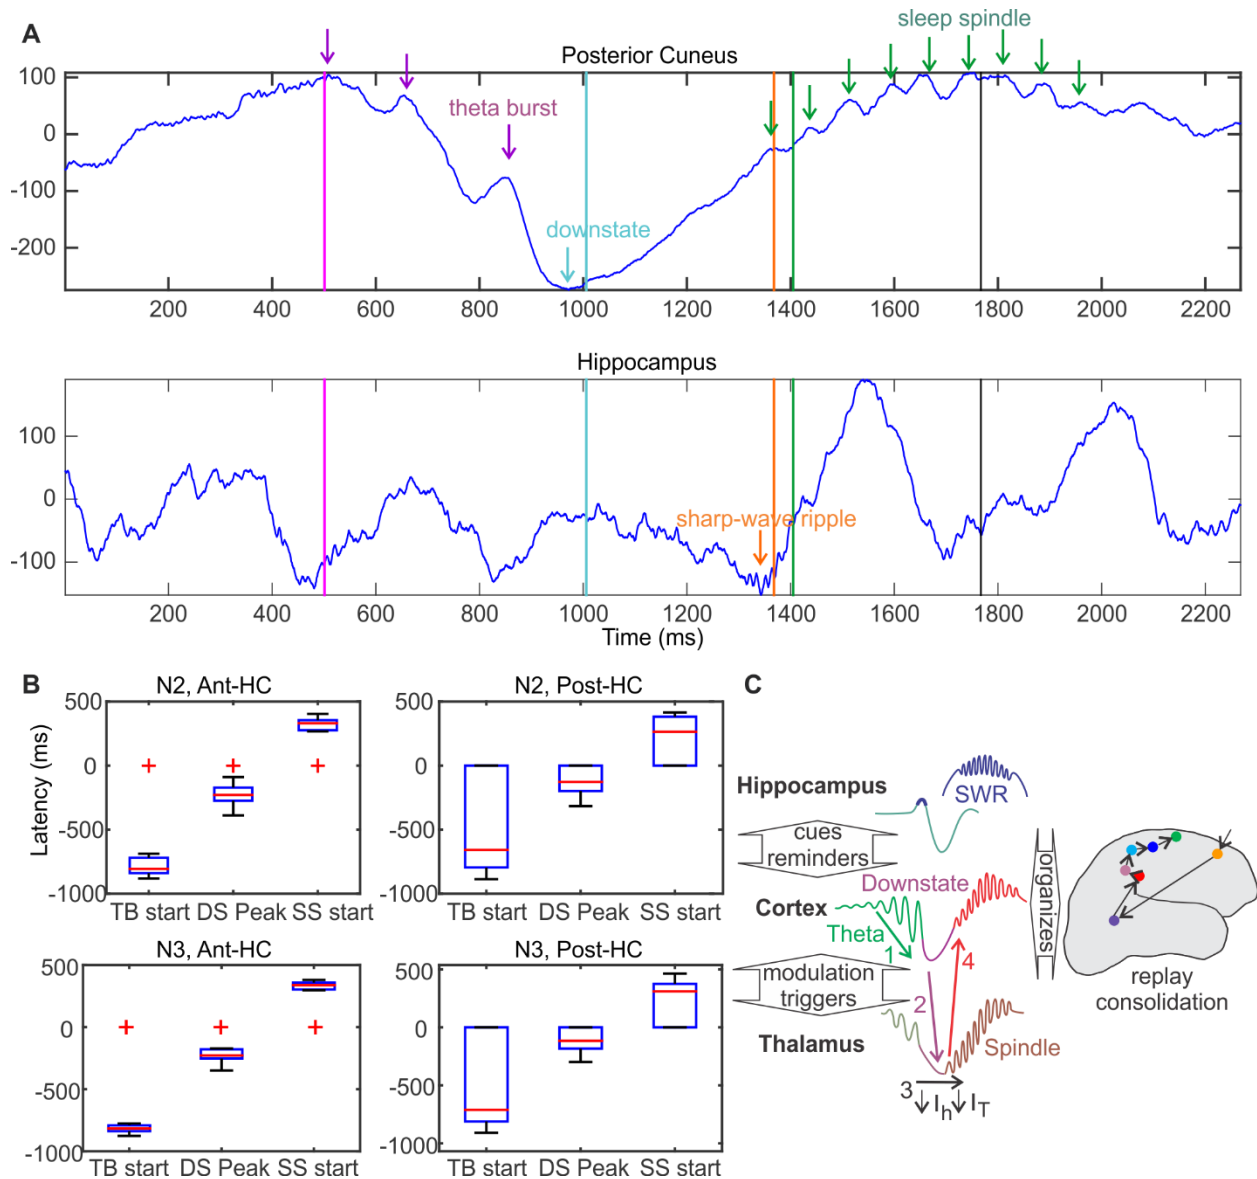 A
sleep spindle
Posterior Cuneus
theta burst
downstate
100
0
-100
-200
200 400 600 800 1000 1200 1400 1600 1800 2000 2200
Hippocampus
sharp-wave ripple
100
0
-100
200 400 600 800 1000 1200 1400 1600 1800 2000 2200
Time (ms)
B
N2, Ant-HC
Latency (ms)
500
0
-500
-1000
TB start DS Peak SS start
N2, Post-HC
TB start DS Peak SS start
N3, Ant-HC
500
0
-500
-1000
TB start DS Peak SS start
N3, Post-HC
500
0
-500
-1000
TB start DS Peak SS start
C
Hippocampus
SWR
cues
reminders
Downstate
Cortex
Theta
1
4
modulation
triggers
2
Thalamus
Spindle
3
Ih IT
organizes
replay
consolidation